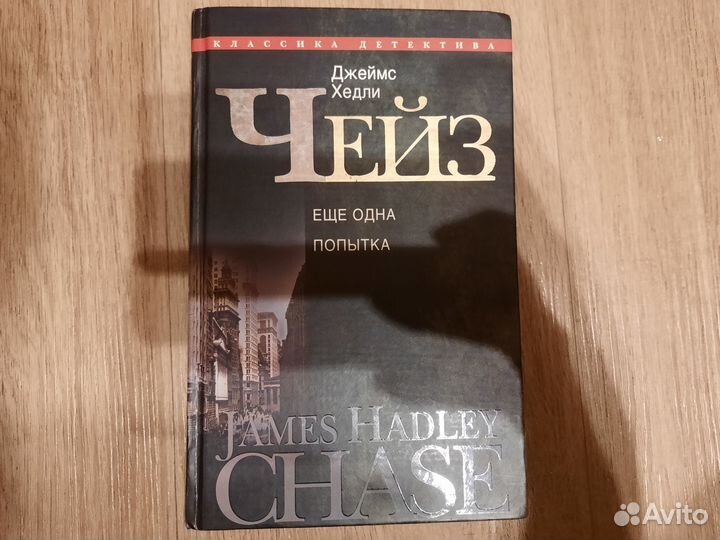 КЛАССИКА ДЕТЕКТИВА
Джеймс
Хедли
ЧЕЙЗ
ЕЩЕ ОДНА
ПОПЫТКА
JAMES HADLEY
CHASE
Avito